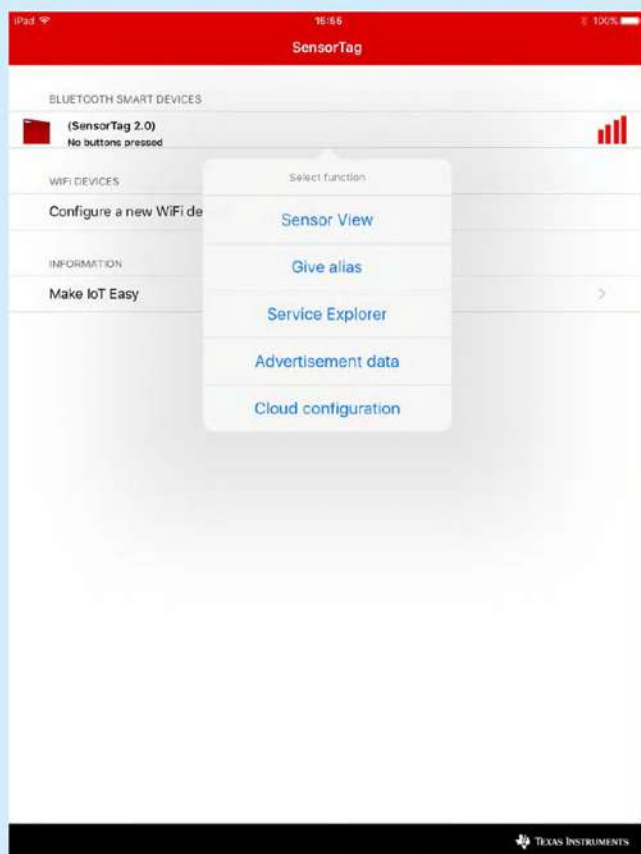 iPad 15:55 100%
SensorTag
BLUETOOTH SMART DEVICES
(SensorTag 2.0)
No buttons pressed
Select function
WIFI DEVICES
Configure a new WiFi de
Sensor View
INFORMATION
Give alias
Make IoT Easy
Service Explorer
Advertisement data
Cloud configuration
TEXAS INSTRUMENTS